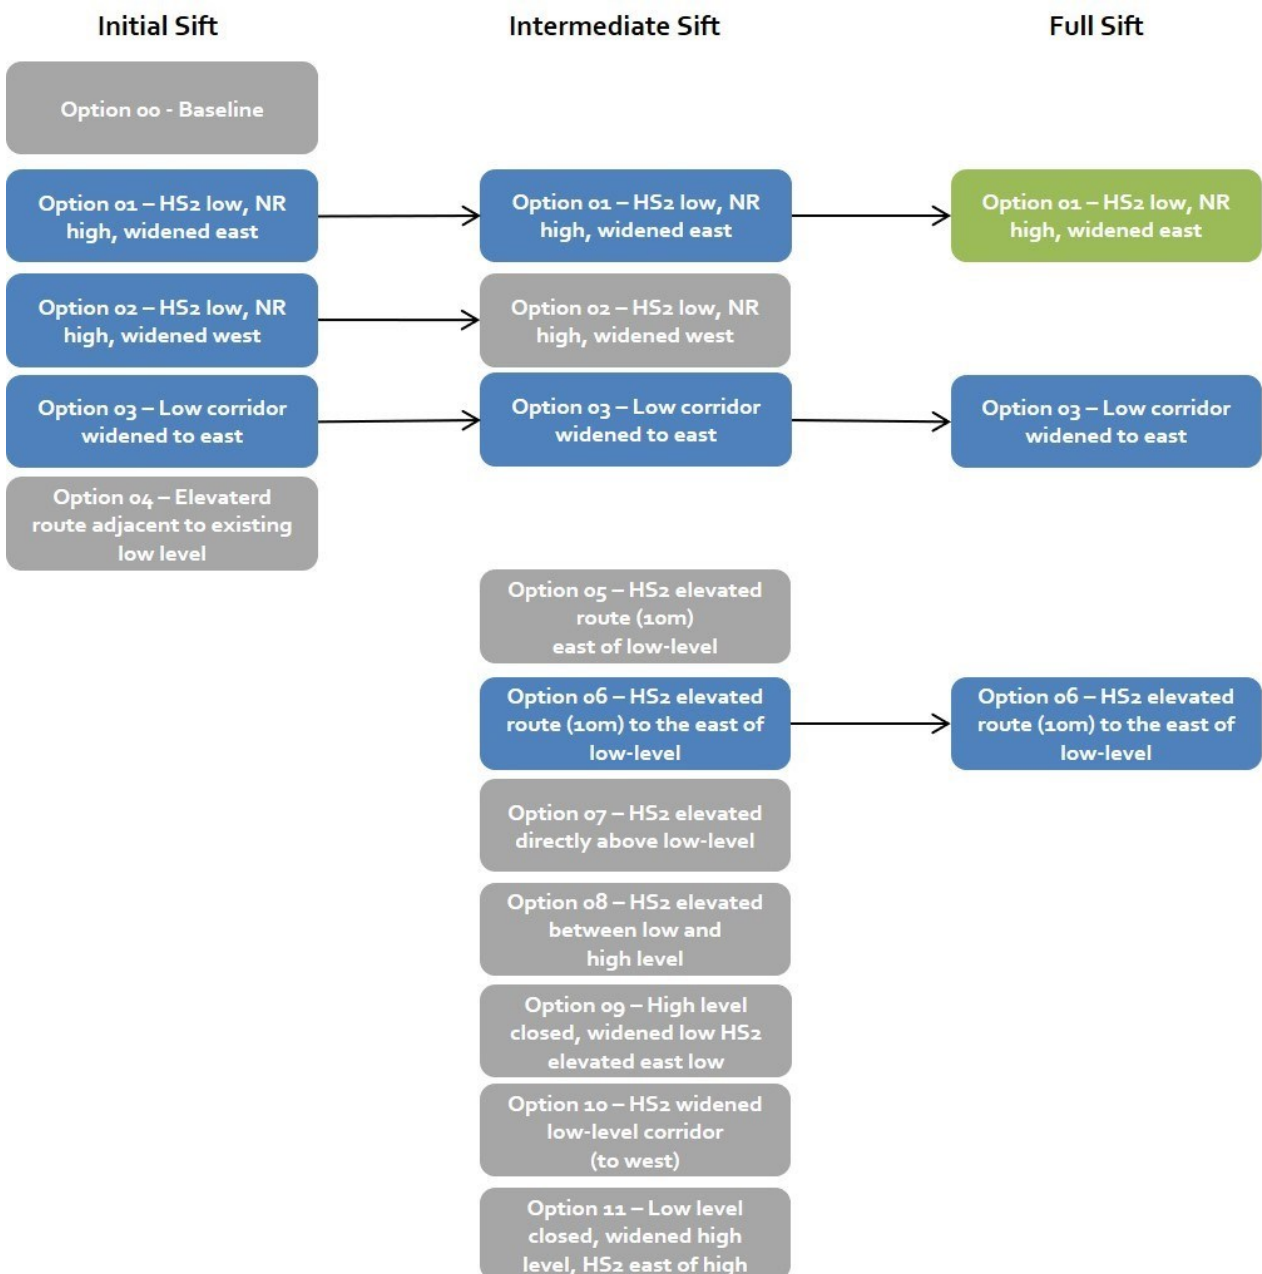 Initial Sift
Intermediate Sift
Full Sift
Option 00 - Baseline
Option 01 – HS2 low, NR
high, widened east
Option 01 – HS2 low, NR
high, widened east
Option 01 – HS2 low, NR
high, widened east
Option 02 – HS2 low, NR
high, widened west
Option 02 – HS2 low, NR
high, widened west
Option 03 – Low corridor
widened to east
Option 03 – Low corridor
widened to east
Option 03 – Low corridor
widened to east
Option 04 – Elevaterd
route adjacent to existing
low level
Option 05 – HS2 elevated
route (10m)
east of low-level
Option 06 – HS2 elevated
route (10m) to the east of
low-level
Option 06 – HS2 elevated
route (10m) to the east of
low-level
Option 07 – HS2 elevated
directly above low-level
Option 08 – HS2 elevated
between low and
high level
Option 09 – High level
closed, widened low HS2
elevated east low
Option 10 – HS2 widened
low-level corridor
(to west)
Option 11 – Low level
closed, widened high
level, HS2 east of high